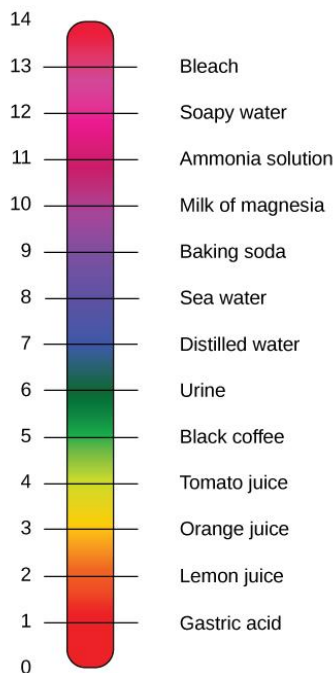 14
13 Bleach
12 Soapy water
11 Ammonia solution
10 Milk of magnesia
9 Baking soda
8 Sea water
7 Distilled water
6 Urine
5 Black coffee
4 Tomato juice
3 Orange juice
2 Lemon juice
1 Gastric acid
0